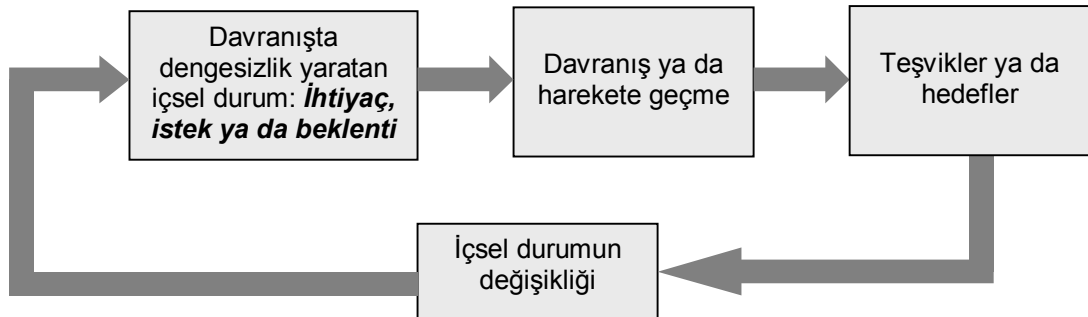 Davranışta
dengesizlik yaratan
içsel durum: İhtiyaç,
istek ya da beklenti
Davranış ya da
harekete geçme
Teşvikler ya da
hedefler
İçsel durumun
değişikliği